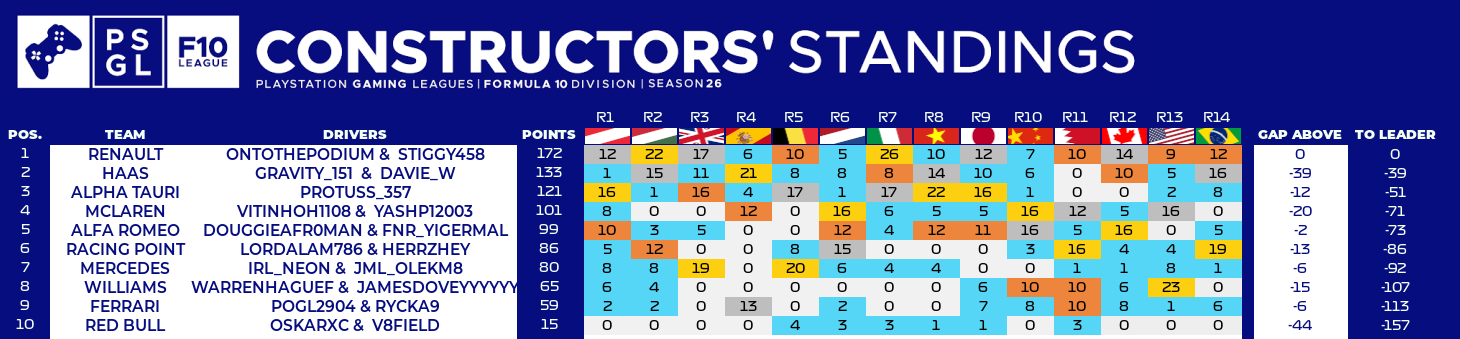 PS GL F10 LEAGUE CONSTRUCTORS' STANDINGS
PLAYSTATION GAMING LEAGUES | FORMULA 10 DIVISION | SEASON 26
R1 R2 R3 R4 R5 R6 R7 R8 R9 R10 R11 R12 R13 R14
POS. TEAM DRIVERS POINTS GAP ABOVE TO LEADER
1 RENAULT ONTOTHEPODIUM & STIGGY458 172 12 22 17 6 10 5 26 10 12 7 10 14 9 12 0 0
2 HAAS GRAVITY_151 & DAVIE_W 133 1 15 11 21 8 8 8 14 10 6 0 10 5 16 -39 -39
3 ALPHA TAURI PROTUSS_357 121 16 1 16 4 17 1 17 22 16 1 0 0 2 8 -12 -51
4 MCLAREN VITINHOH1108 & YASHP12003 101 8 0 0 12 0 16 8 5 5 16 12 5 16 0 -20 -71
5 ALFA ROMEO DOUGGIEAFR0MAN & FNR_YIGERMAL 99 10 3 5 0 0 12 4 12 11 16 5 16 0 5 -2 -73
6 RACING POINT LORDALAM786 & HERRZHEY 86 5 12 0 0 8 15 0 0 0 3 16 4 4 19 -13 -86
7 MERCEDES IRL_NEON & JML_OLEKM8 80 8 8 19 0 20 6 4 4 0 0 1 1 8 1 -6 -92
8 WILLIAMS WARRENHAGUEF & JAMESDOVEYYYYYY 65 6 4 0 0 0 0 0 0 6 10 10 6 23 0 -15 -107
9 FERRARI POGL2904 & RYCKA9 59 2 2 0 13 0 2 0 0 7 8 10 8 1 6 -6 -113
10 RED BULL OSKARXC & V8FIELD 15 0 0 0 0 4 3 3 1 1 0 3 0 0 0 -44 -157